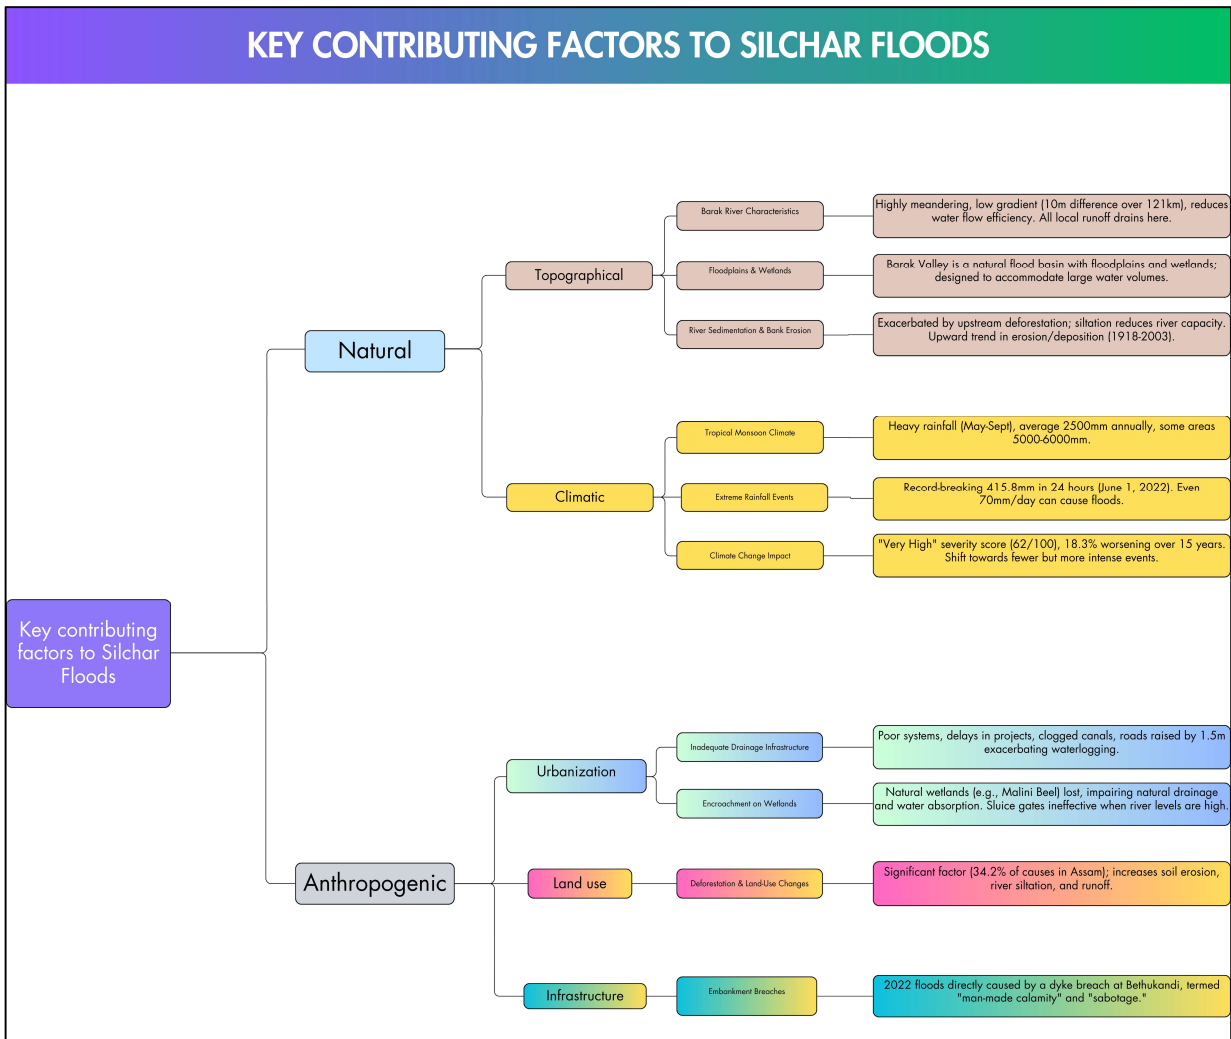 KEY CONTRIBUTING FACTORS TO SILCHAR FLOODS
Key contributing
factors to Silchar
Floods
Natural
Topographical
Barak River Characteristics
Highly meandering, low gradient (10m difference over 121km), reduces
water flow efficiency. All local runoff drains here.
Floodplains & Wetlands
Barak Valley is a natural flood basin with floodplains and wetlands;
designed to accommodate large water volumes.
River Sedimentation & Bank Erosion
Exacerbated by upstream deforestation; siltation reduces river capacity.
Upward trend in erosion/deposition (1918-2003).
Climatic
Tropical Monsoon Climate
Heavy rainfall (May-Sept), average 2500mm annually, some areas
5000-6000mm.
Extreme Rainfall Events
Record-breaking 415.8mm in 24 hours (June 1, 2022). Even
70mm/day can cause floods.
Climate Change Impact
"Very High" severity score (62/100), 18.3% worsening over 15 years.
Shift towards fewer but more intense events.
Anthropogenic
Urbanization
Inadequate Drainage Infrastructure
Poor systems, delays in projects, clogged canals, roads raised by 1.5m
exacerbating waterlogging.
Encroachment on Wetlands
Natural wetlands (e.g., Malini Beel) lost, impairing natural drainage
and water absorption. Sluice gates ineffective when river levels are high.
Land use
Deforestation & Land-Use Changes
Significant factor (34.2% of causes in Assam); increases soil erosion,
river siltation, and runoff.
Infrastructure
Embankment Breaches
2022 floods directly caused by a dyke breach at Bethukandi, termed
"man-made calamity" and "sabotage."